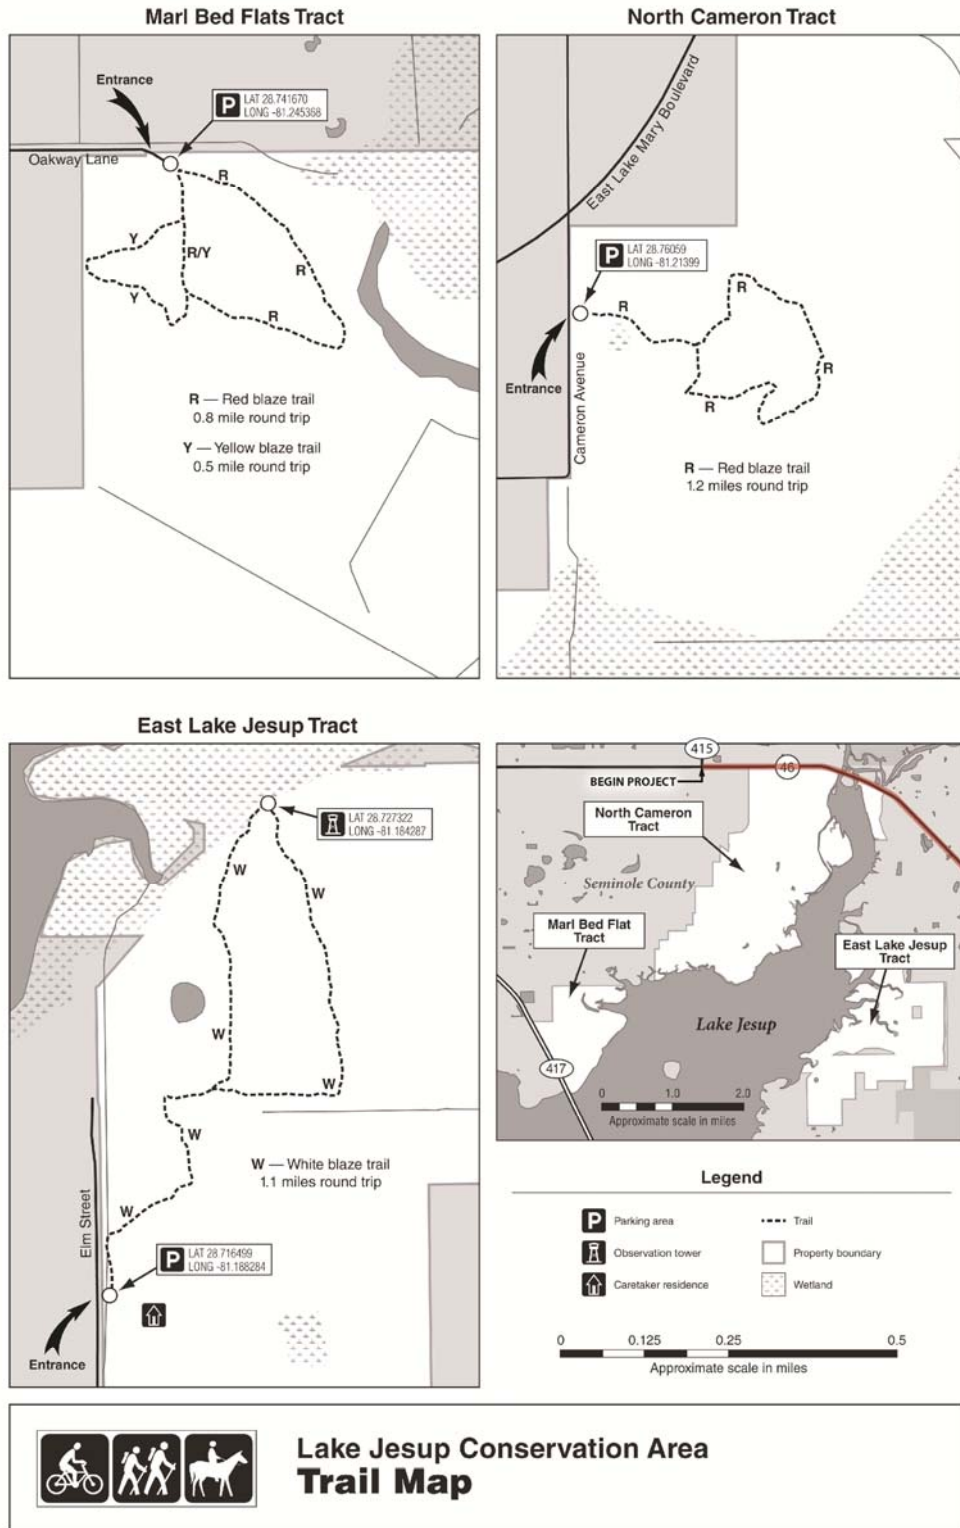 Marl Bed Flats Tract
Entrance
P
LAT 28.741670
LONG -81.245368
Oakway Lane
R
Y
R/Y
R
Y
R
R — Red blaze trail
0.8 mile round trip
Y — Yellow blaze trail
0.5 mile round trip
North Cameron Tract
East Lake Mary Boulevard
P
LAT 28.76059
LONG -81.21399
R
R
R
R
Entrance
Cameron Avenue
R — Red blaze trail
1.2 miles round trip
East Lake Jesup Tract
LAT 28.727322
LONG -81.184287
W
W
W
W
W
W
W — White blaze trail
1.1 miles round trip
Elm Street
P
LAT 28.716499
LONG -81.188284
Entrance
415
46
BEGIN PROJECT
North Cameron
Tract
Seminole County
Marl Bed Flat
Tract
East Lake Jesup
Tract
Lake Jesup
417
0 1.0 2.0
Approximate scale in miles
Legend
P Parking area
Trail
Observation tower
Property boundary
Caretaker residence
Wetland
0 0.125 0.25 0.5
Approximate scale in miles
Lake Jesup Conservation Area
Trail Map